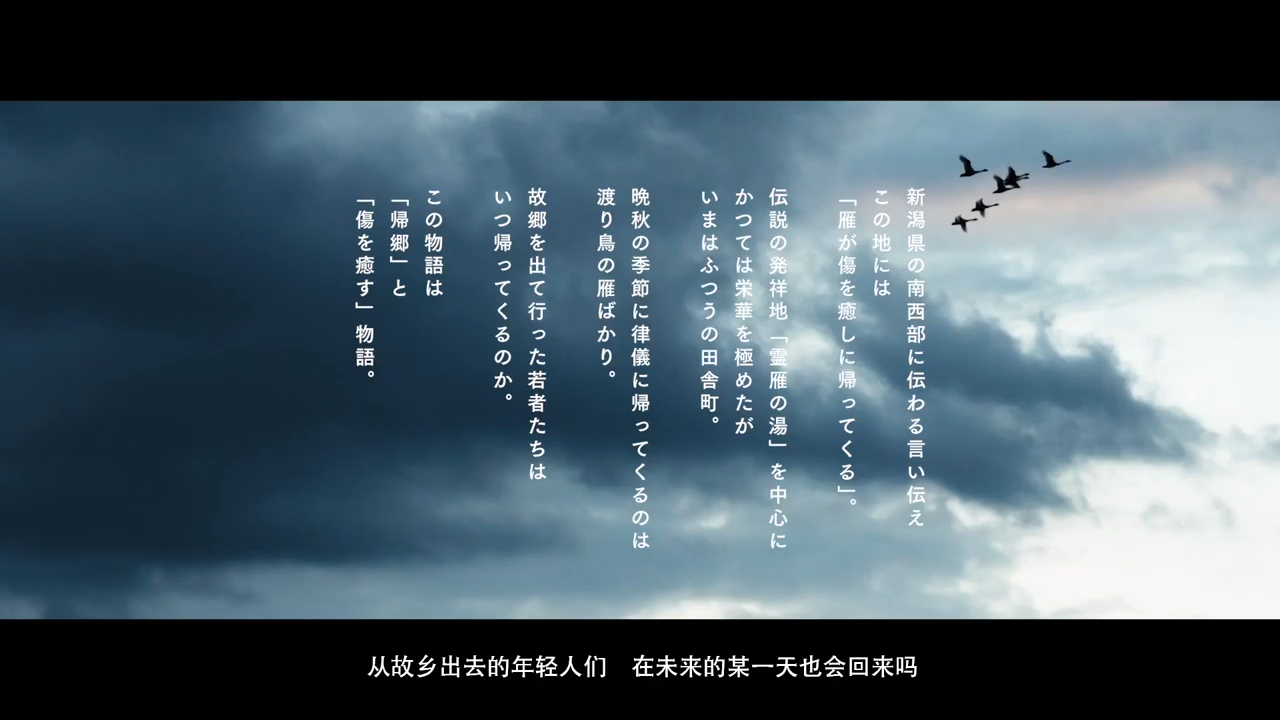 新潟県の南西部に伝わる言い伝え
この地には
「雁が傷を癒しに帰ってくる」。
伝説の発祥地「霊雁の湯」を中心に
かつては栄華を極めたが
いまはふつうの田舎町。
晩秋の季節に律儀に帰ってくるのは
渡り鳥の雁ばかり。
故郷を出て行った若者たちは
いつ帰ってくるのか。
この物語は
「帰郷」と
「傷を癒す」物語。
从故乡出去的年轻人们　在未来的某一天也会回来吗